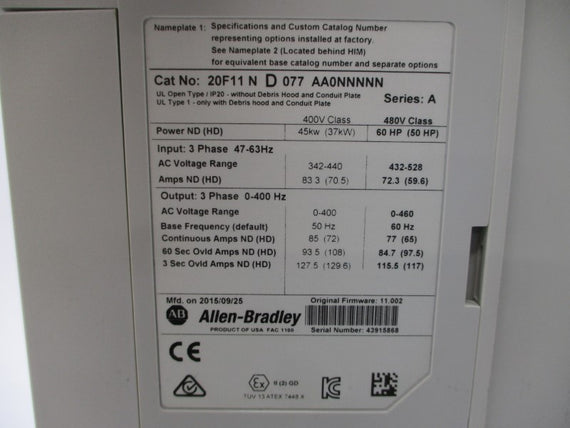 Nameplate 1: Specifications and Custom Catalog Number
representing options installed at factory.
See Nameplate 2 (Located behind HIM)
for equivalent base catalog number and separate options
Cat No: 20F11 N D 077 AA0NNNNN
UL Open Type / IP20 - without Debris Hood and Conduit Plate
UL Type 1 - only with Debris hood and Conduit Plate
Series: A
400V Class 480V Class
Power ND (HD) 45kw (37kW) 60 HP (50 HP)
Input: 3 Phase 47-63Hz
AC Voltage Range 342-440 432-528
Amps ND (HD) 83.3 (70.5) 72.3 (59.6)
Output: 3 Phase 0-400 Hz
AC Voltage Range 0-400 0-460
Base Frequency (default) 50 Hz 60 Hz
Continuous Amps ND (HD) 85 (72) 77 (65)
60 Sec Ovld Amps ND (HD) 93.5 (108) 84.7 (97.5)
3 Sec Ovld Amps ND (HD) 127.5 (129.6) 115.5 (117)
Mfd. on 2015/09/25 Original Firmware: 11.002
AB Allen-Bradley
PRODUCT OF USA FAC 1100 Serial Number: 42915868
CE
Ex II (2) GD
TUV 13 ATEX 7448 X